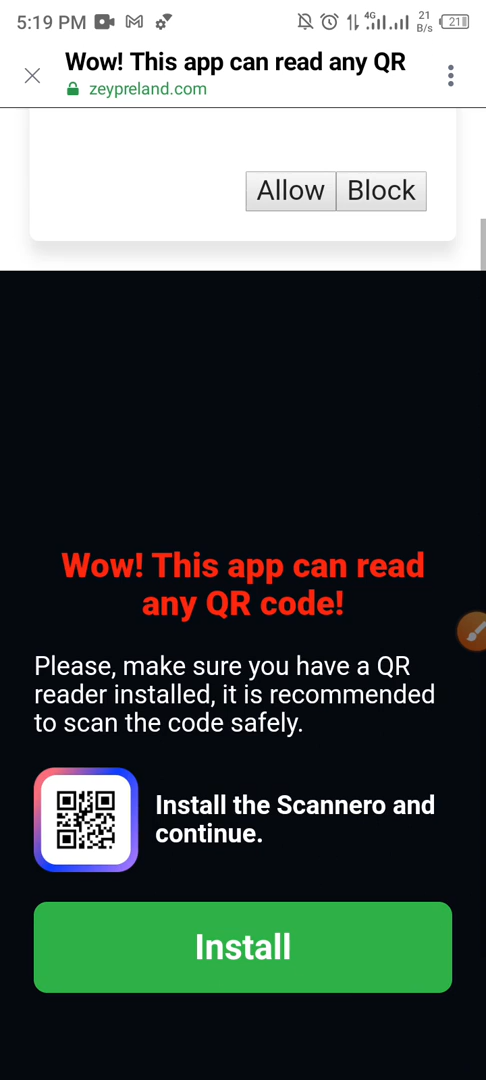 5:19 PM 4G 21 B/s 21
Wow! This app can read any QR
zeypreland.com
Allow Block
Wow! This app can read
any QR code!
Please, make sure you have a QR
reader installed, it is recommended
to scan the code safely.
Install the Scannero and
continue.
Install